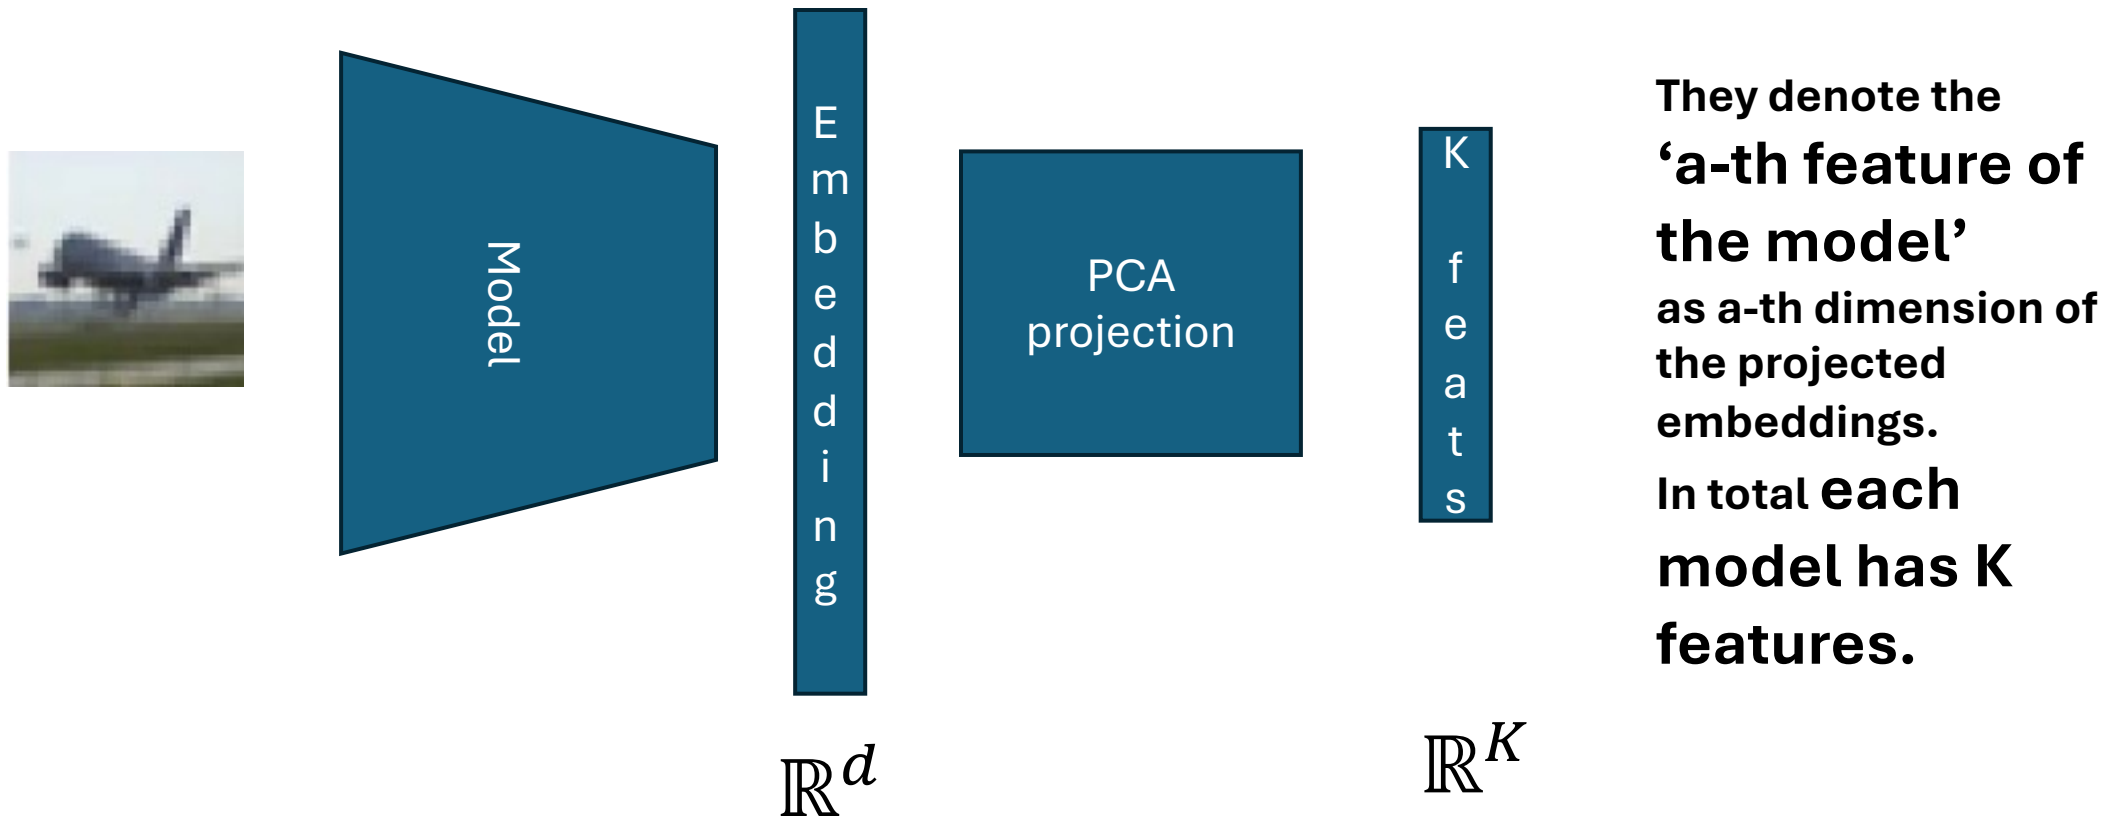 Model
Embedding
ℝ^d
PCA
projection
K feats
ℝ^K
They denote the
‘a-th feature of
the model’
as a-th dimension of
the projected
embeddings.
In total each
model has K
features.